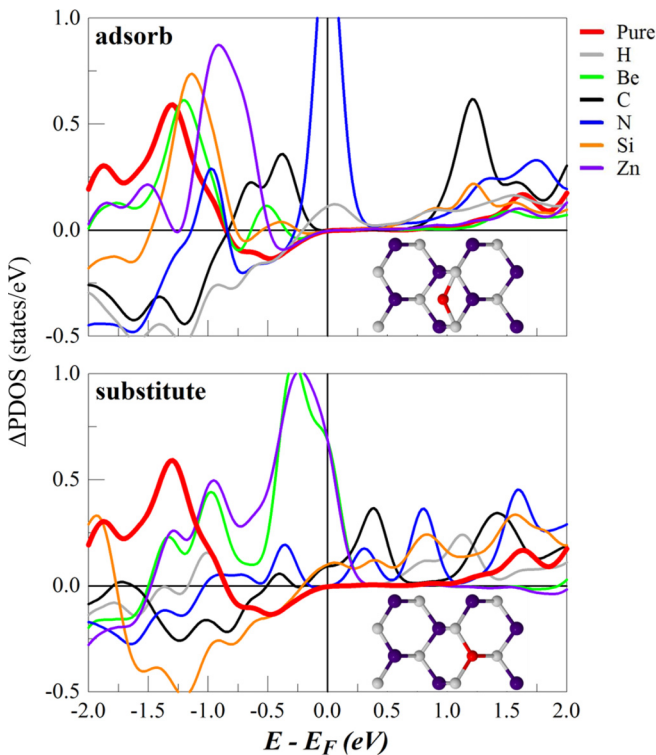 adsorb
1.0
0.5
0.0
-0.5
Pure
H
Be
C
N
Si
Zn
ΔPDOS (states/eV)
substitute
1.0
0.5
0.0
-0.5
-2.0 -1.5 -1.0 -0.5 0.0 0.5 1.0 1.5 2.0
E - E_F (eV)